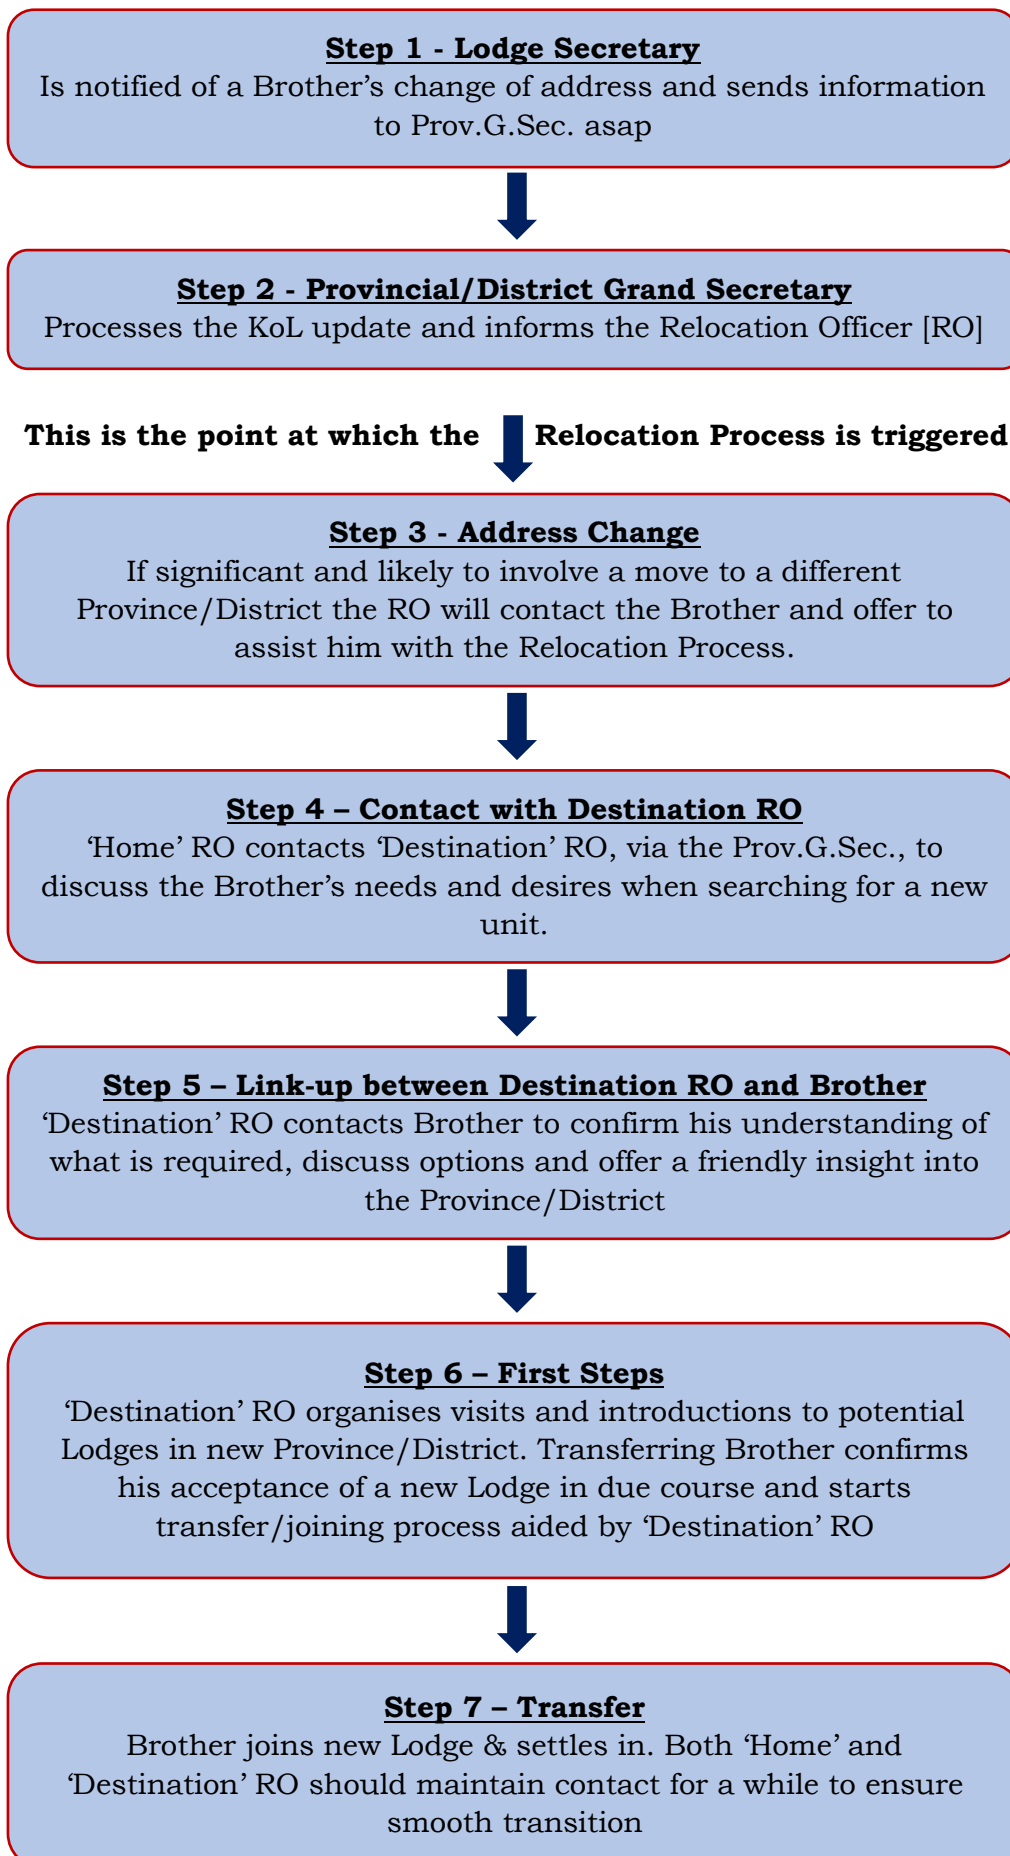 Step 1 - Lodge Secretary
Is notified of a Brother’s change of address and sends information
to Prov.G.Sec. asap
Step 2 - Provincial/District Grand Secretary
Processes the KoL update and informs the Relocation Officer [RO]
This is the point at which the Relocation Process is triggered
Step 3 - Address Change
If significant and likely to involve a move to a different
Province/District the RO will contact the Brother and offer to
assist him with the Relocation Process.
Step 4 – Contact with Destination RO
‘Home’ RO contacts ‘Destination’ RO, via the Prov.G.Sec., to
discuss the Brother’s needs and desires when searching for a new
unit.
Step 5 – Link-up between Destination RO and Brother
‘Destination’ RO contacts Brother to confirm his understanding of
what is required, discuss options and offer a friendly insight into
the Province/District
Step 6 – First Steps
‘Destination’ RO organises visits and introductions to potential
Lodges in new Province/District. Transferring Brother confirms
his acceptance of a new Lodge in due course and starts
transfer/joining process aided by ‘Destination’ RO
Step 7 – Transfer
Brother joins new Lodge & settles in. Both ‘Home’ and
‘Destination’ RO should maintain contact for a while to ensure
smooth transition